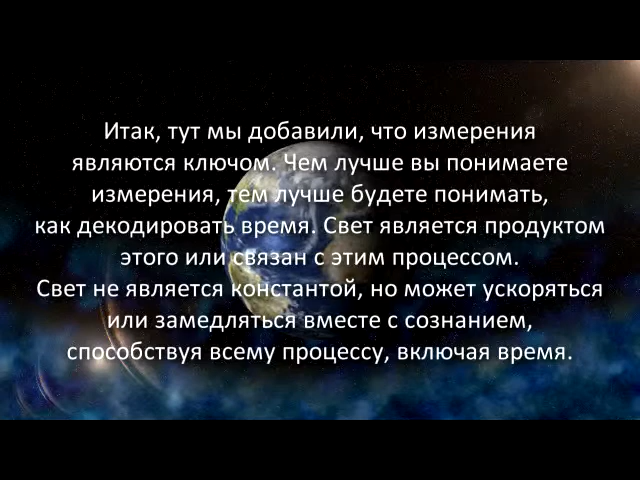 Итак, тут мы добавили, что измерения
являются ключом. Чем лучше вы понимаете
измерения, тем лучше будете понимать,
как декодировать время. Свет является продуктом
этого или связан с этим процессом.
Свет не является константой, но может ускоряться
или замедляться вместе с сознанием,
способствуя всему процессу, включая время.